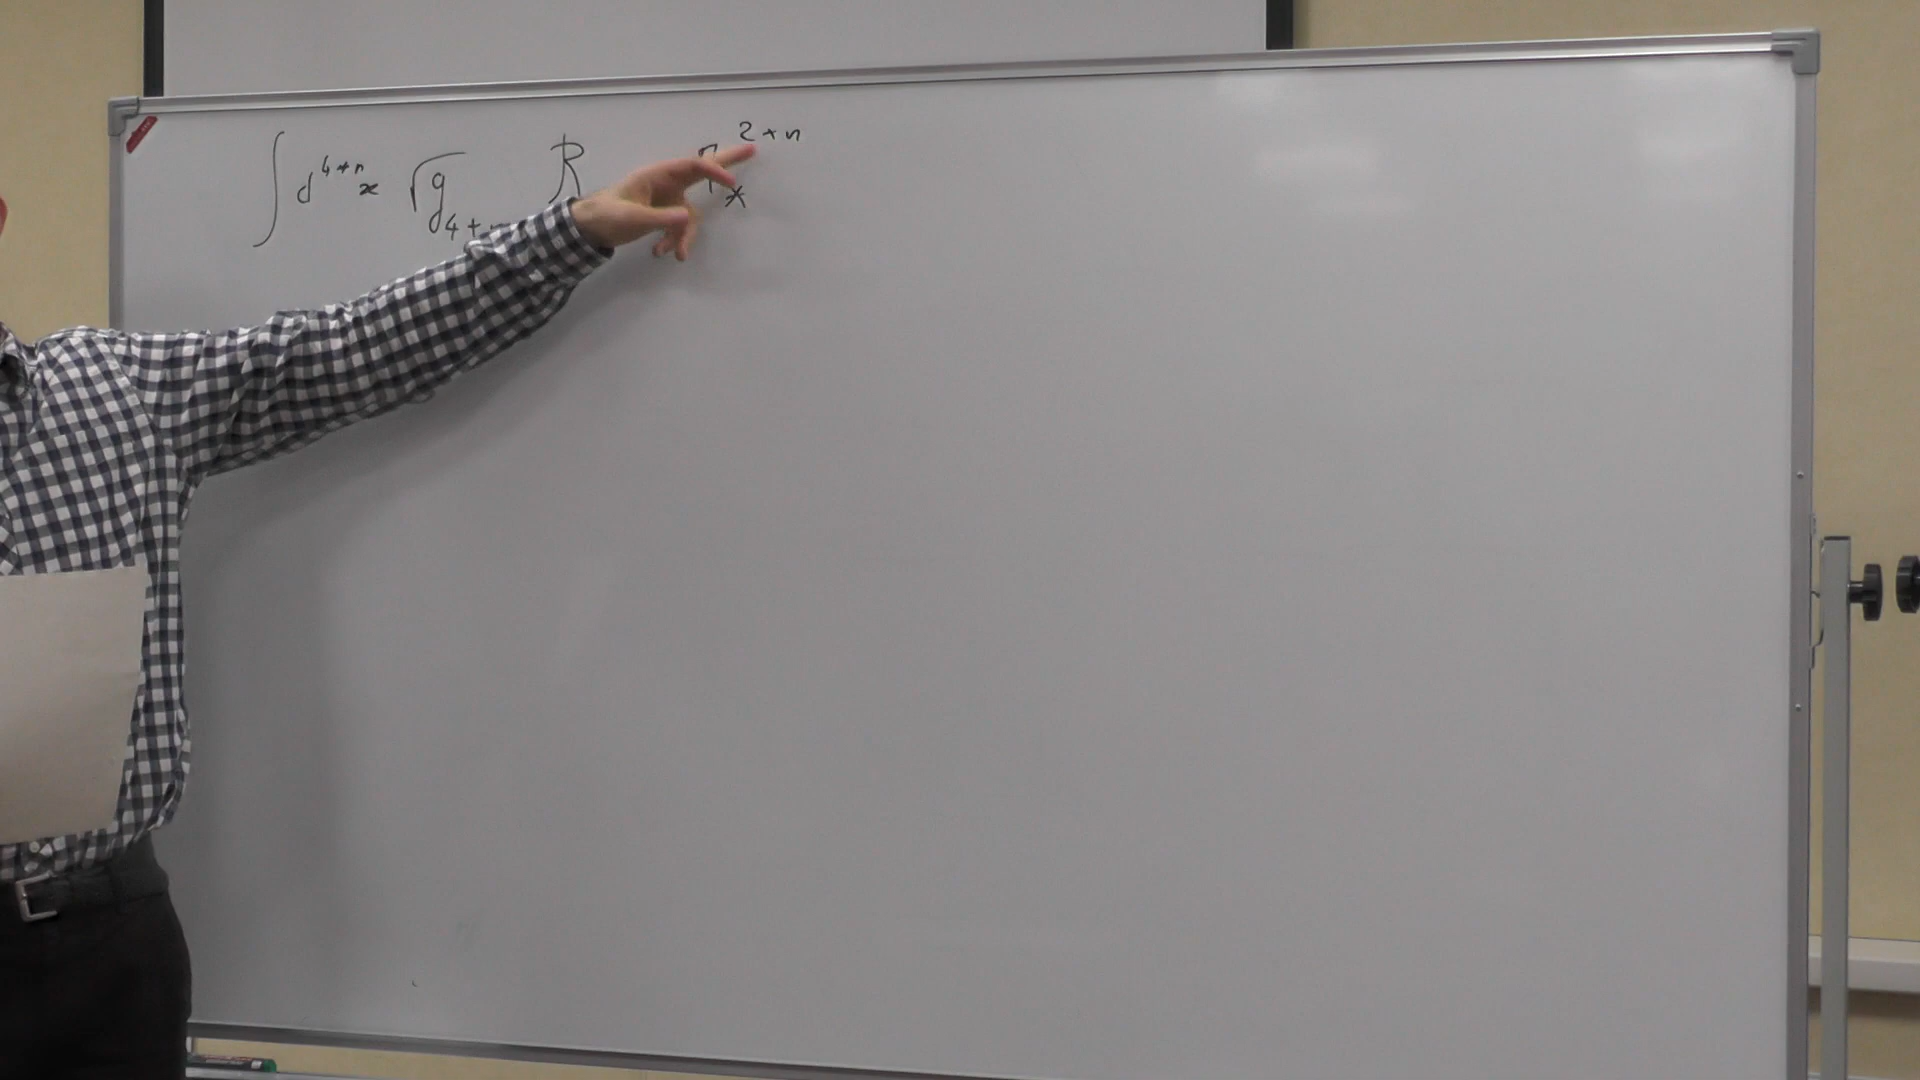 ∫ d^{4+n}x √g_{4+n} R M_*^{2+n}